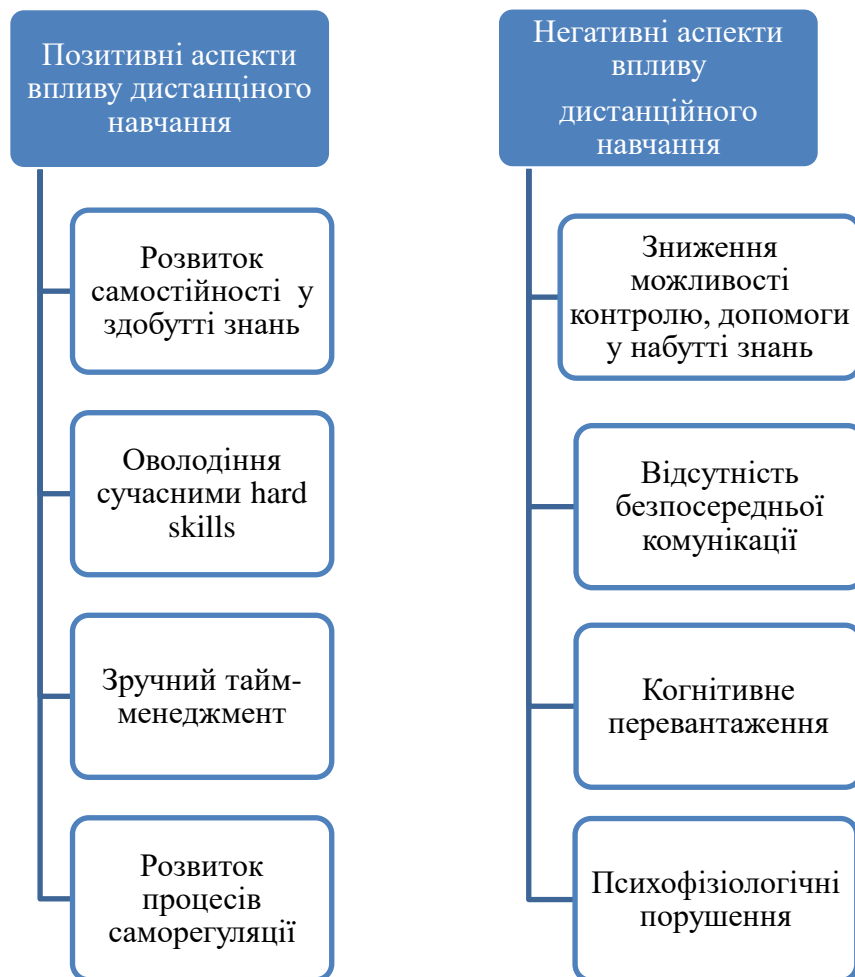 Позитивні аспекти
впливу дистанціного
навчання
Розвиток
самостійності у
здобутті знань
Оволодіння
сучасними hard
skills
Зручний тайм-
менеджмент
Розвиток
процесів
саморегуляції
Негативні аспекти
впливу
дистанційного
навчання
Зниження
можливості
контролю, допомоги
у набутті знань
Відсутність
безпосередньої
комунікації
Когнітивне
перевантаження
Психофізіологічні
порушення